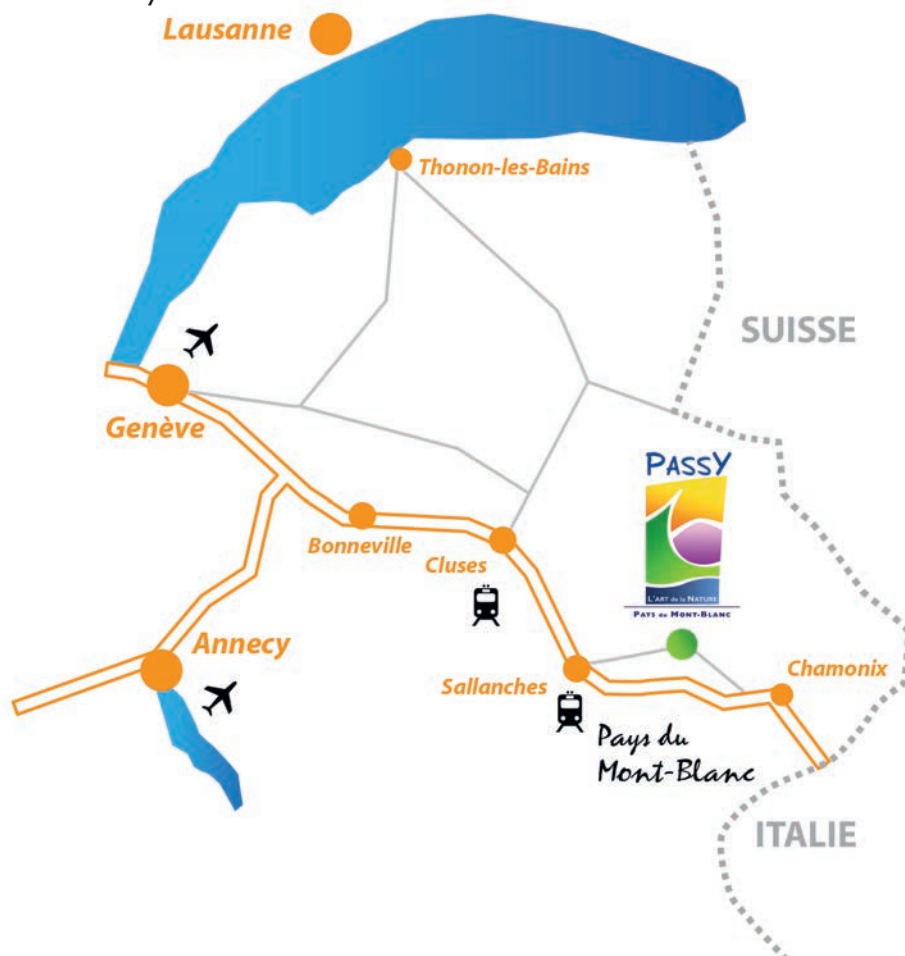 Lausanne
Thonon-les-Bains
SUISSE
Genève
PASSY
L'ART de la NATURE
PAYS du MONT-BLANC
Bonneville
Cluses
Annecy
Sallanches
Chamonix
Pays du
Mont-Blanc
ITALIE